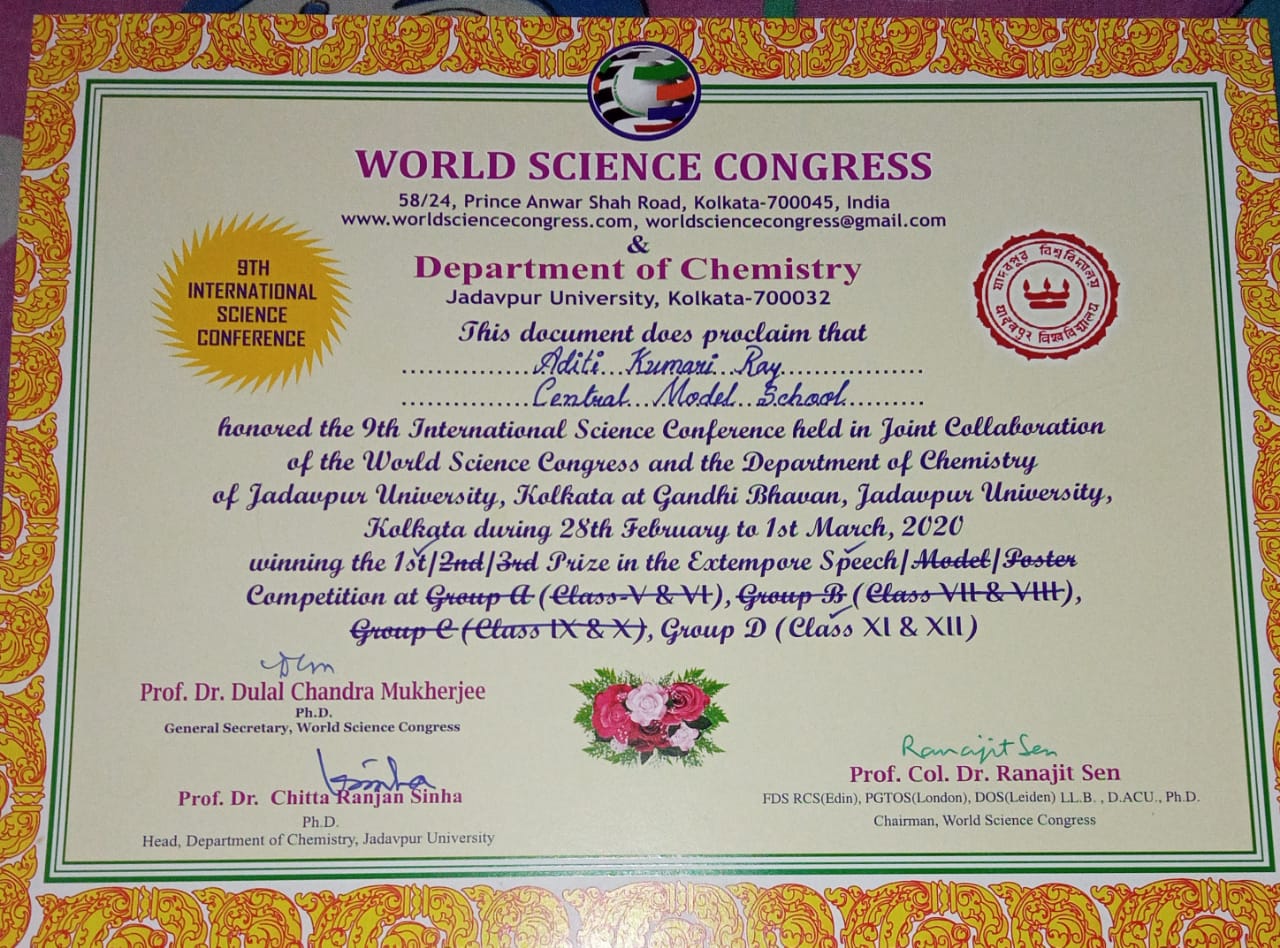 WORLD SCIENCE CONGRESS
58/24, Prince Anwar Shah Road, Kolkata-700045, India
www.worldsciencecongress.com, worldsciencecongress@gmail.com
&
Department of Chemistry
Jadavpur University, Kolkata-700032
9TH
INTERNATIONAL
SCIENCE
CONFERENCE
যাদবপুর বিশ্ববিদ্যালয়
यादवपुर विश्वविद्यालय
This document does proclaim that
Aditi Kumari Ray
Central Model School
honored the 9th International Science Conference held in Joint Collaboration
of the World Science Congress and the Department of Chemistry
of Jadavpur University, Kolkata at Gandhi Bhavan, Jadavpur University,
Kolkata during 28th February to 1st March, 2020
winning the 1st/2nd/3rd Prize in the Extempore Speech/Model/Poster
Competition at Group A (Class-V & VI), Group B (Class VII & VIII),
Group C (Class IX & X), Group D (Class XI & XII)
Prof. Dr. Dulal Chandra Mukherjee
Ph.D.
General Secretary, World Science Congress
Prof. Dr. Chitta Ranjan Sinha
Ph.D.
Head, Department of Chemistry, Jadavpur University
Ranajit Sen
Prof. Col. Dr. Ranajit Sen
FDS RCS(Edin), PGTOS(London), DOS(Leiden) LL.B. , D.ACU., Ph.D.
Chairman, World Science Congress